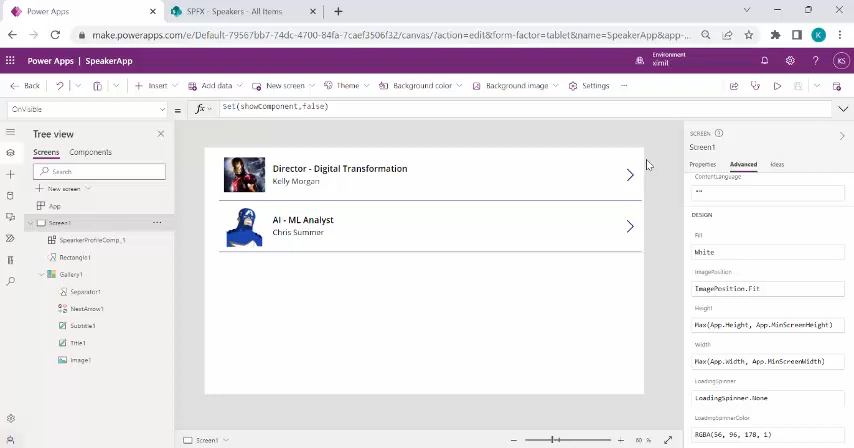 Power Apps
SPFX - Speakers - All Items
make.powerapps.com/e/Default-79567bb7-74dc-4700-84fa-7caef3506f32/canvas/?action=edit&form-factor=tablet&name=SpeakerApp&app-...
K
Power Apps | SpeakerApp
Environment
ximit
KS
Back
Insert
Add data
New screen
Theme
Background color
Background image
Settings
OnVisible
= fx
Set(showComponent,false)
Tree view
Screens
Components
Search
New screen
App
Screen1
SperkerProfileComp_1
Rectangle1
Gallery1
Separator1
NextArrow1
Subtitle1
Title1
Image1
Director - Digital Transformation
Kelly Morgan
AI - ML Analyst
Chris Summer
Screen1
60 %
SCREEN
Screen1
Properties
Advanced
Ideas
ContentLanguage
""
DESIGN
Fill
White
ImagePosition
ImagePosition.Fit
Height
Max(App.Height, App.MinScreenHeight)
Width
Max(App.Width, App.MinScreenWidth)
LoadingSpinner
LoadingSpinner.None
LoadingSpinnerColor
RGBA(56, 96, 178, 1)